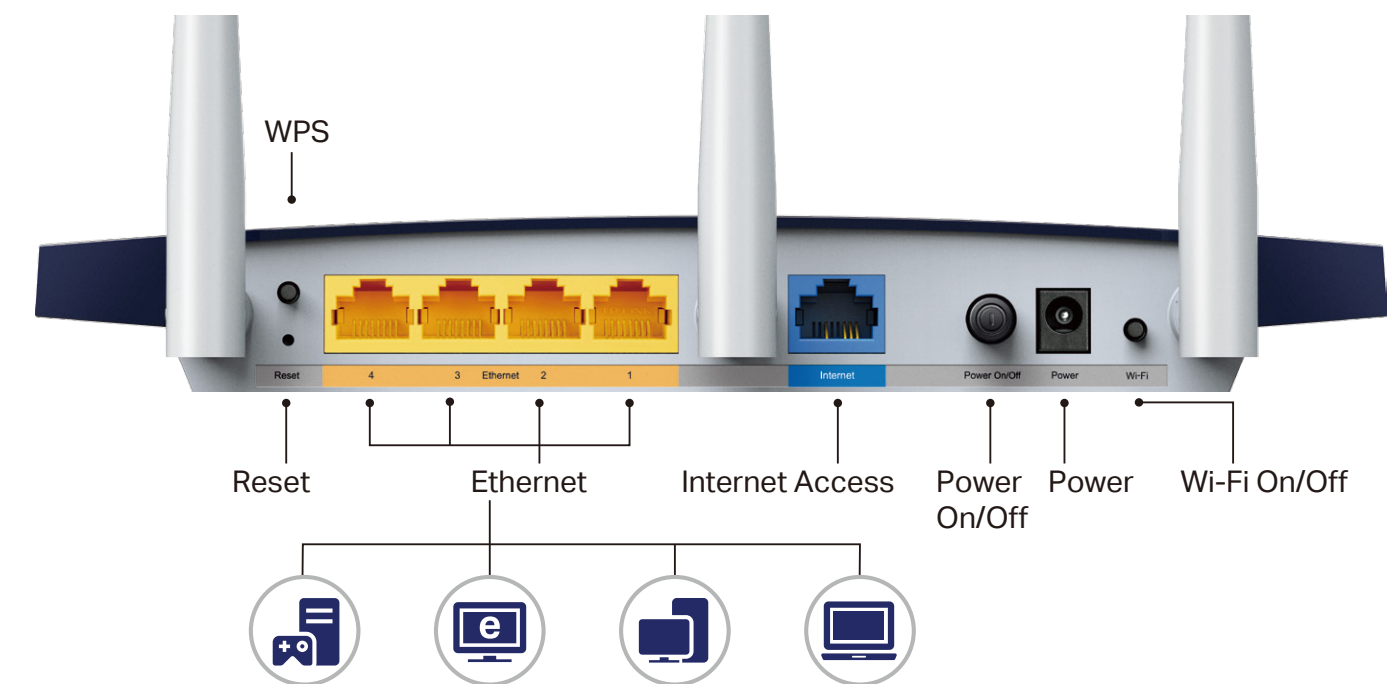 WPS
Reset
4 3 Ethernet 2 1
Internet
Power On/Off
Power
Wi-Fi
Reset
Ethernet
Internet Access
Power
On/Off
Power
Wi-Fi On/Off
e